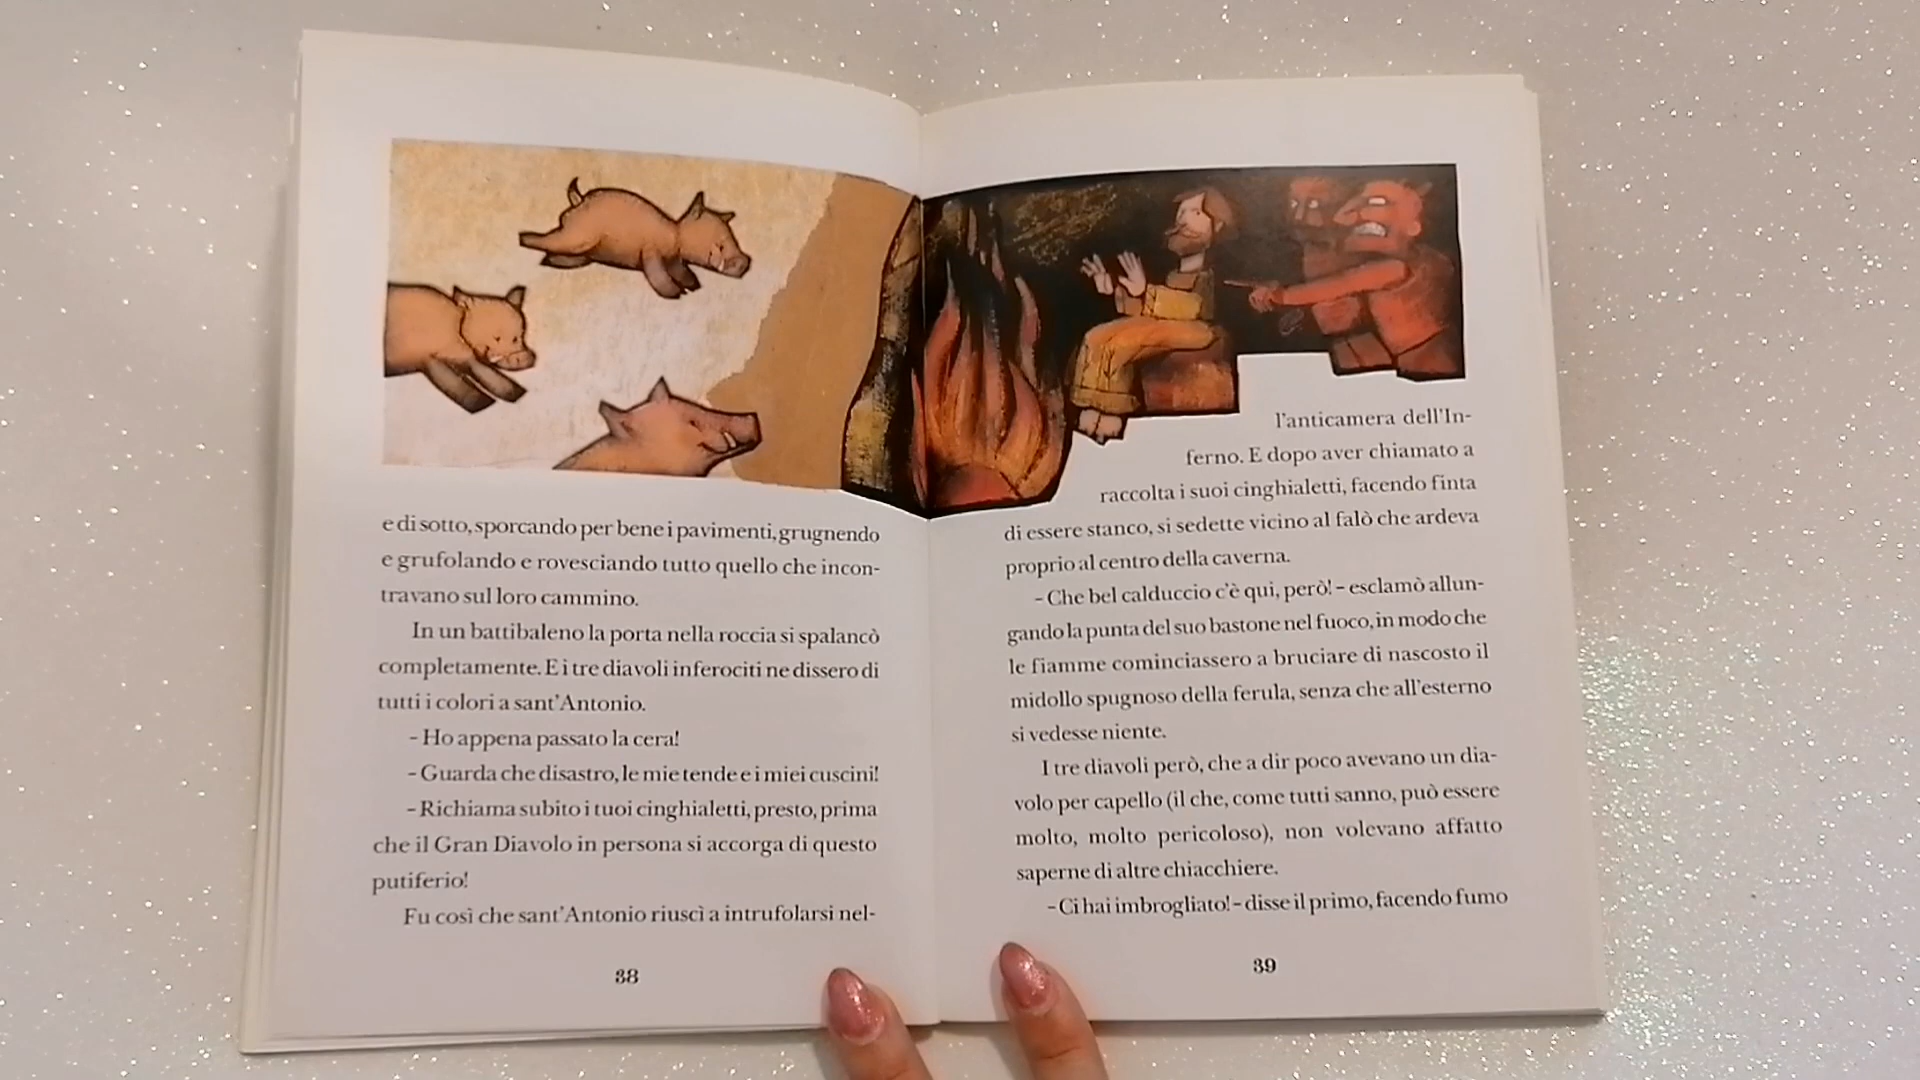 e di sotto, sporcando per bene i pavimenti, grugnendo
e grufolando e rovesciando tutto quello che incon-
travano sul loro cammino.
In un battibaleno la porta nella roccia si spalancò
completamente. E i tre diavoli inferociti ne dissero di
tutti i colori a sant'Antonio.
– Ho appena passato la cera!
– Guarda che disastro, le mie tende e i miei cuscini!
– Richiama subito i tuoi cinghialetti, presto, prima
che il Gran Diavolo in persona si accorga di questo
putiferio!
Fu così che sant'Antonio riuscì a intrufolarsi nel-
38
l'anticamera dell'In-
ferno. E dopo aver chiamato a
raccolta i suoi cinghialetti, facendo finta
di essere stanco, si sedette vicino al falò che ardeva
proprio al centro della caverna.
– Che bel calduccio c'è qui, però! – esclamò allun-
gando la punta del suo bastone nel fuoco, in modo che
le fiamme cominciassero a bruciare di nascosto il
midollo spugnoso della ferula, senza che all'esterno
si vedesse niente.
I tre diavoli però, che a dir poco avevano un dia-
volo per capello (il che, come tutti sanno, può essere
molto, molto pericoloso), non volevano affatto
saperne di altre chiacchiere.
– Ci hai imbrogliato! – disse il primo, facendo fumo
39